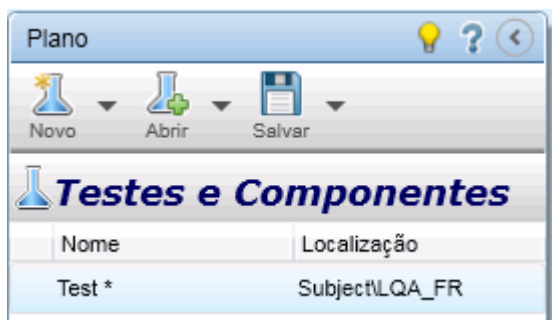 Plano
Novo Abrir Salvar
Testes e Componentes
Nome Localização
Test * Subject\LQA_FR